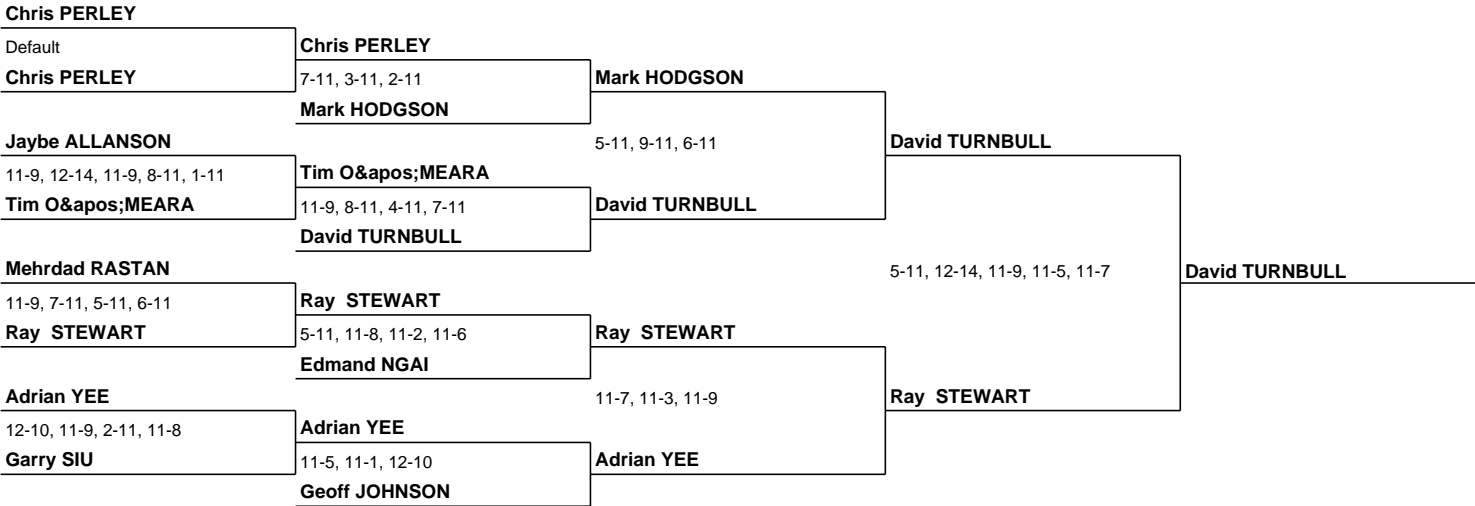 Chris PERLEY
Default
Chris PERLEY
Jaybe ALLANSON
11-9, 12-14, 11-9, 8-11, 1-11
Tim O&apos;MEARA
Mehrdad RASTAN
11-9, 7-11, 5-11, 6-11
Ray  STEWART
Adrian YEE
12-10, 11-9, 2-11, 11-8
Garry SIU
Chris PERLEY
7-11, 3-11, 2-11
Mark HODGSON
Tim O&apos;MEARA
11-9, 8-11, 4-11, 7-11
David TURNBULL
Ray  STEWART
5-11, 11-8, 11-2, 11-6
Edmand NGAI
Adrian YEE
11-5, 11-1, 12-10
Geoff JOHNSON
Mark HODGSON
5-11, 9-11, 6-11
David TURNBULL
Ray  STEWART
11-7, 11-3, 11-9
Adrian YEE
David TURNBULL
5-11, 12-14, 11-9, 11-5, 11-7
Ray  STEWART
David TURNBULL